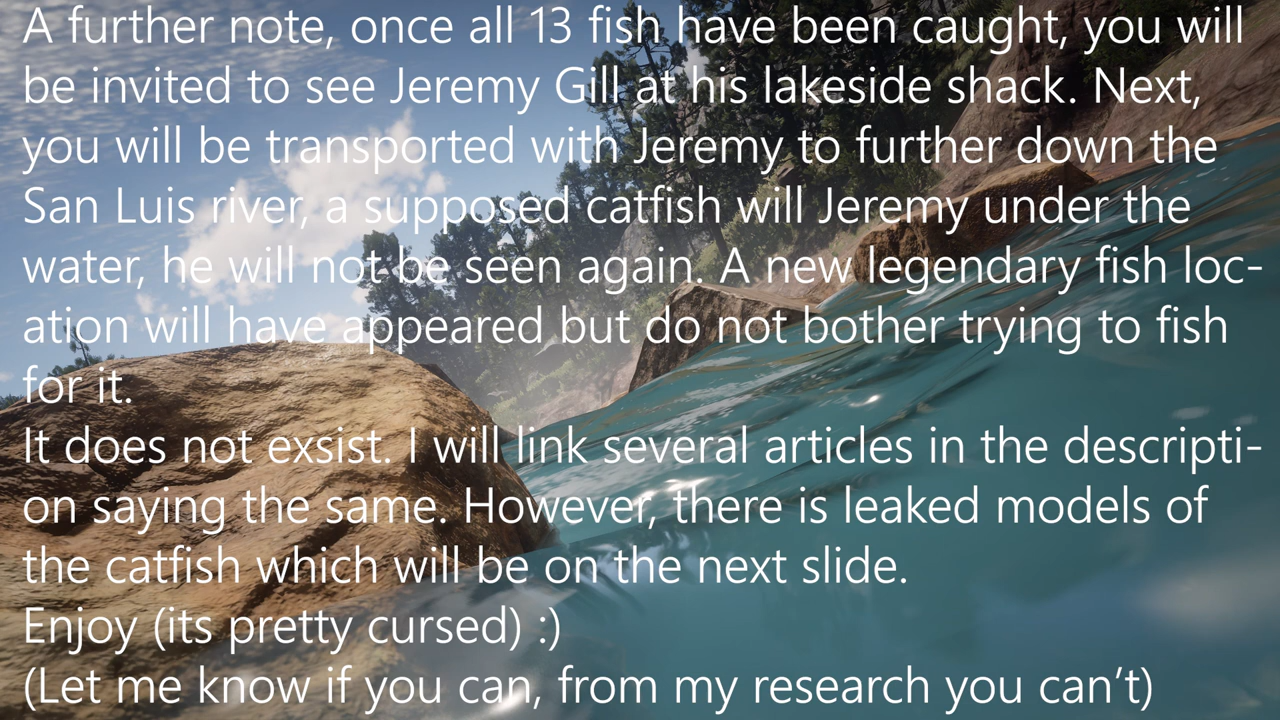 A further note, once all 13 fish have been caught, you will
be invited to see Jeremy Gill at his lakeside shack. Next,
you will be transported with Jeremy to further down the
San Luis river, a supposed catfish will Jeremy under the
water, he will not be seen again. A new legendary fish loc-
ation will have appeared but do not bother trying to fish
for it.
It does not exsist. I will link several articles in the descripti-
on saying the same. However, there is leaked models of
the catfish which will be on the next slide.
Enjoy (its pretty cursed) :)
(Let me know if you can, from my research you can't)